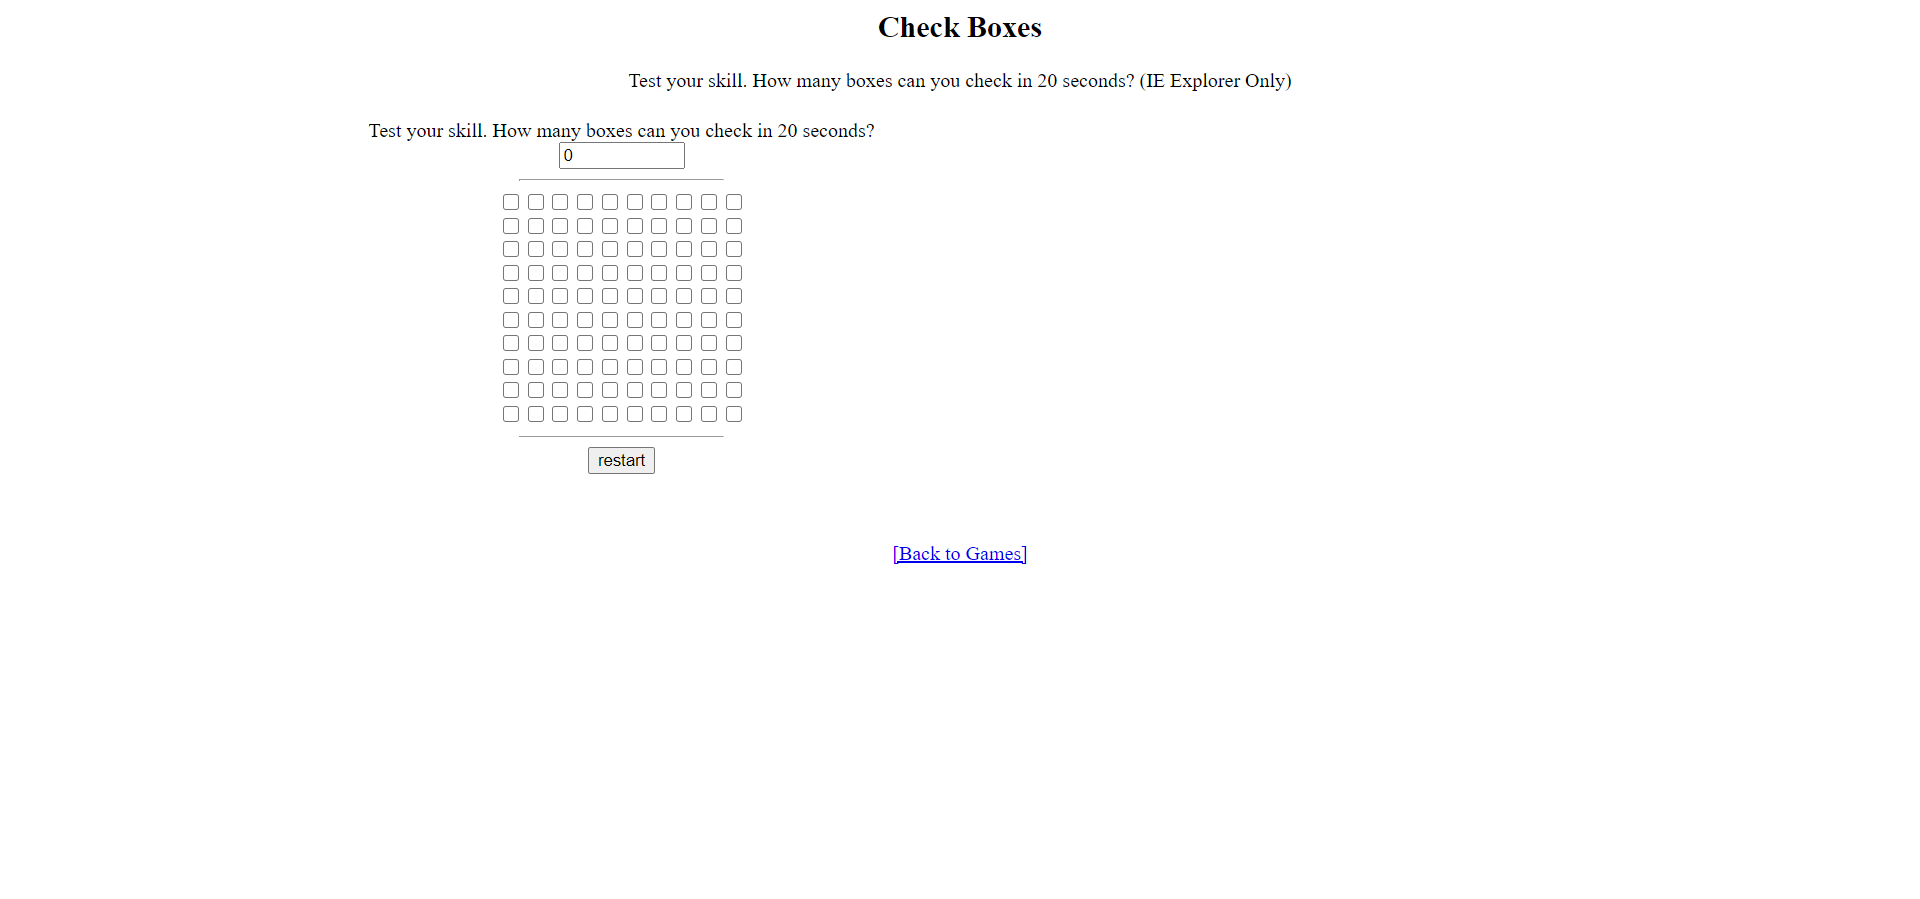 Check Boxes
Test your skill. How many boxes can you check in 20 seconds? (IE Explorer Only)
Test your skill. How many boxes can you check in 20 seconds?
0
restart
[Back to Games]